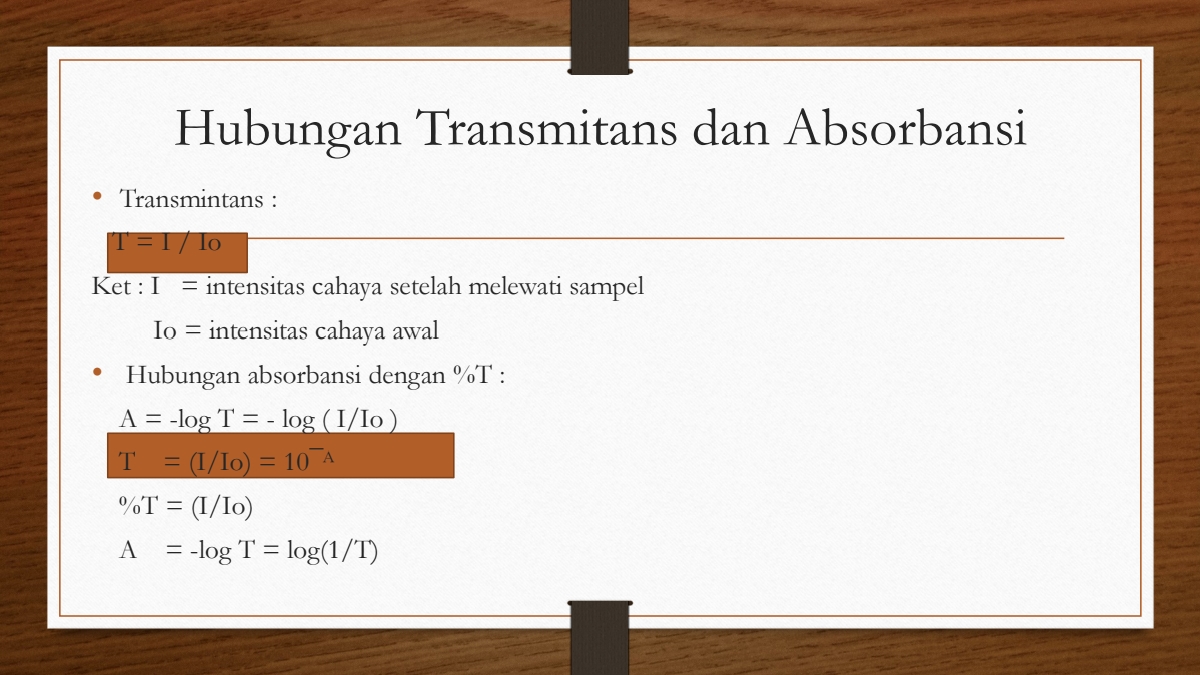 Hubungan Transmitans dan Absorbansi
• Transmintans :
T = I / Io
Ket : I = intensitas cahaya setelah melewati sampel
Io = intensitas cahaya awal
• Hubungan absorbansi dengan %T :
A = -log T = - log ( I/Io )
T = (I/Io) = 10¯ᴬ
%T = (I/Io)
A = -log T = log(1/T)